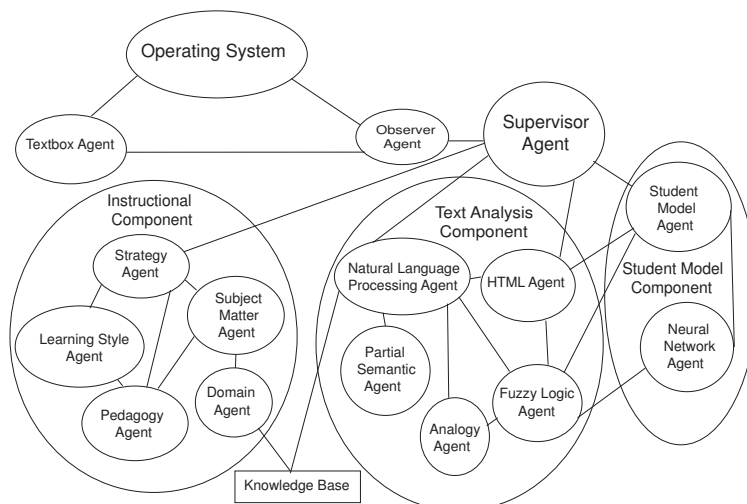 Operating System
Observer
Agent
Supervisor
Agent
Textbox Agent
Instructional
Component
Strategy
Agent
Subject
Matter
Agent
Learning Style
Agent
Pedagogy
Agent
Domain
Agent
Text Analysis
Component
Natural Language
Processing Agent
HTML Agent
Partial
Semantic
Agent
Analogy
Agent
Fuzzy Logic
Agent
Student
Model
Agent
Student Model
Component
Neural
Network
Agent
Knowledge Base